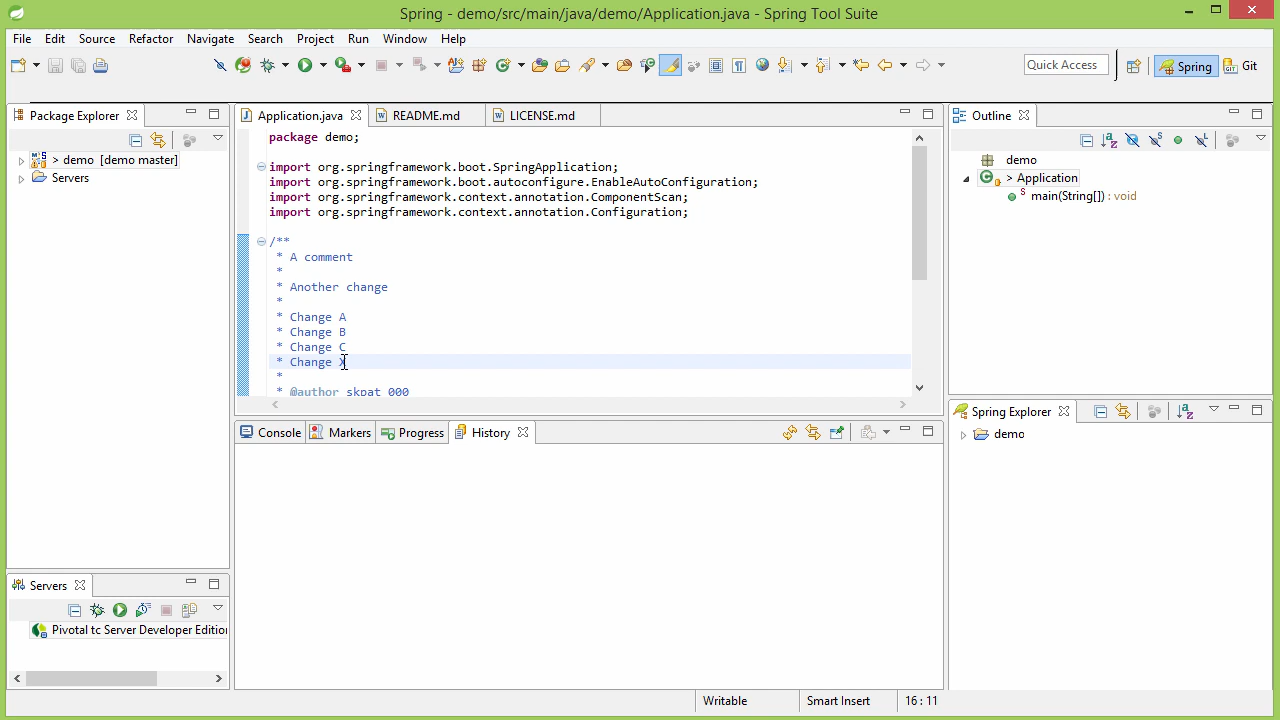 Spring - demo/src/main/java/demo/Application.java - Spring Tool Suite
File Edit Source Refactor Navigate Search Project Run Window Help
Quick Access
Spring
Git
Package Explorer
> demo [demo master]
Servers
Application.java
README.md
LICENSE.md
package demo;
import org.springframework.boot.SpringApplication;
import org.springframework.boot.autoconfigure.EnableAutoConfiguration;
import org.springframework.context.annotation.ComponentScan;
import org.springframework.context.annotation.Configuration;
/**
* A comment
*
* Another change
*
* Change A
* Change B
* Change C
* Change X
*
* @author skpat 000
Outline
demo
> Application
main(String[]) : void
Console
Markers
Progress
History
Spring Explorer
demo
Servers
Pivotal tc Server Developer Edition
Writable
Smart Insert
16 : 11